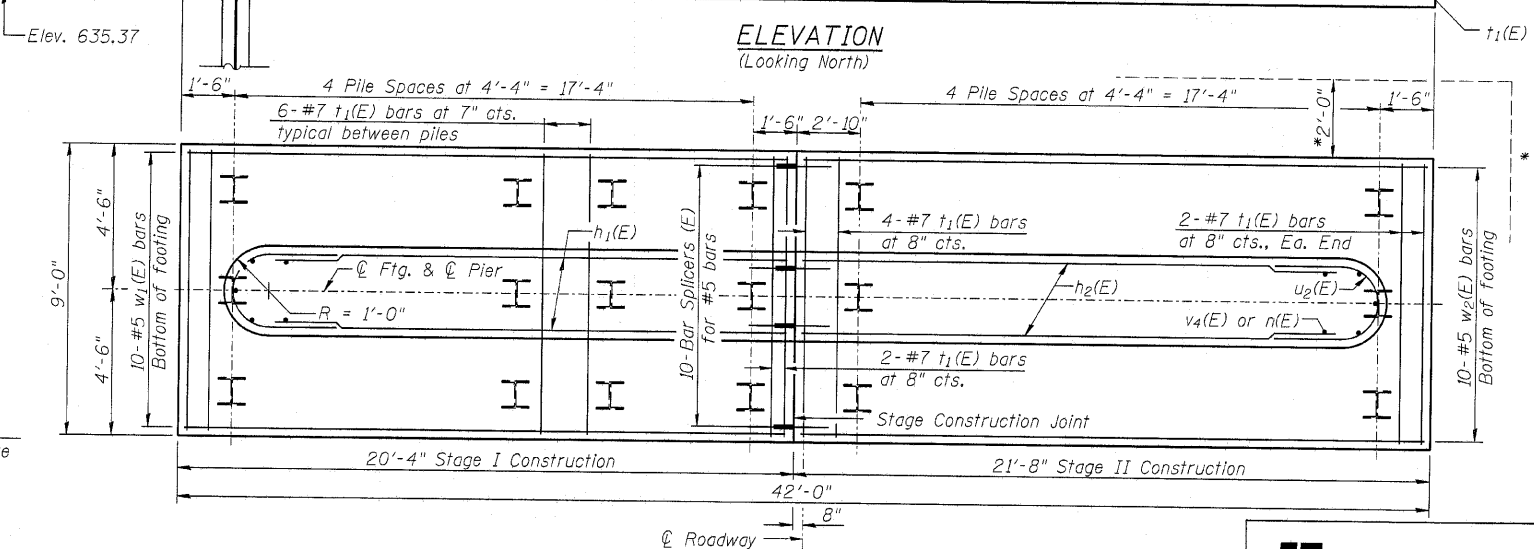 Elev. 635.37
ELEVATION
(Looking North)
t1(E)
1'-6"
4 Pile Spaces at 4'-4" = 17'-4"
4 Pile Spaces at 4'-4" = 17'-4"
1'-6"
6-#7 t1(E) bars at 7" cts.
typical between piles
1'-6"
2'-10"
*2'-0"
*
9'-0"
4'-6"
4'-6"
10-#5 w1(E) bars
Bottom of footing
h1(E)
℄ Ftg. & ℄ Pier
R = 1'-0"
10-Bar Splicers (E)
for #5 bars
4-#7 t1(E) bars
at 8" cts.
2-#7 t1(E) bars
at 8" cts., Ea. End
h2(E)
u2(E)
v4(E) or n(E)
2-#7 t1(E) bars
at 8" cts.
Stage Construction Joint
10-#5 w2(E) bars
Bottom of footing
20'-4" Stage I Construction
21'-8" Stage II Construction
42'-0"
8"
℄ Roadway